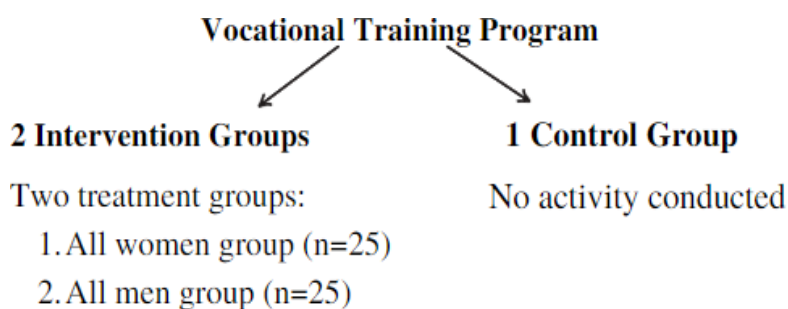 Vocational Training Program
2 Intervention Groups
Two treatment groups:
1. All women group (n=25)
2. All men group (n=25)
1 Control Group
No activity conducted